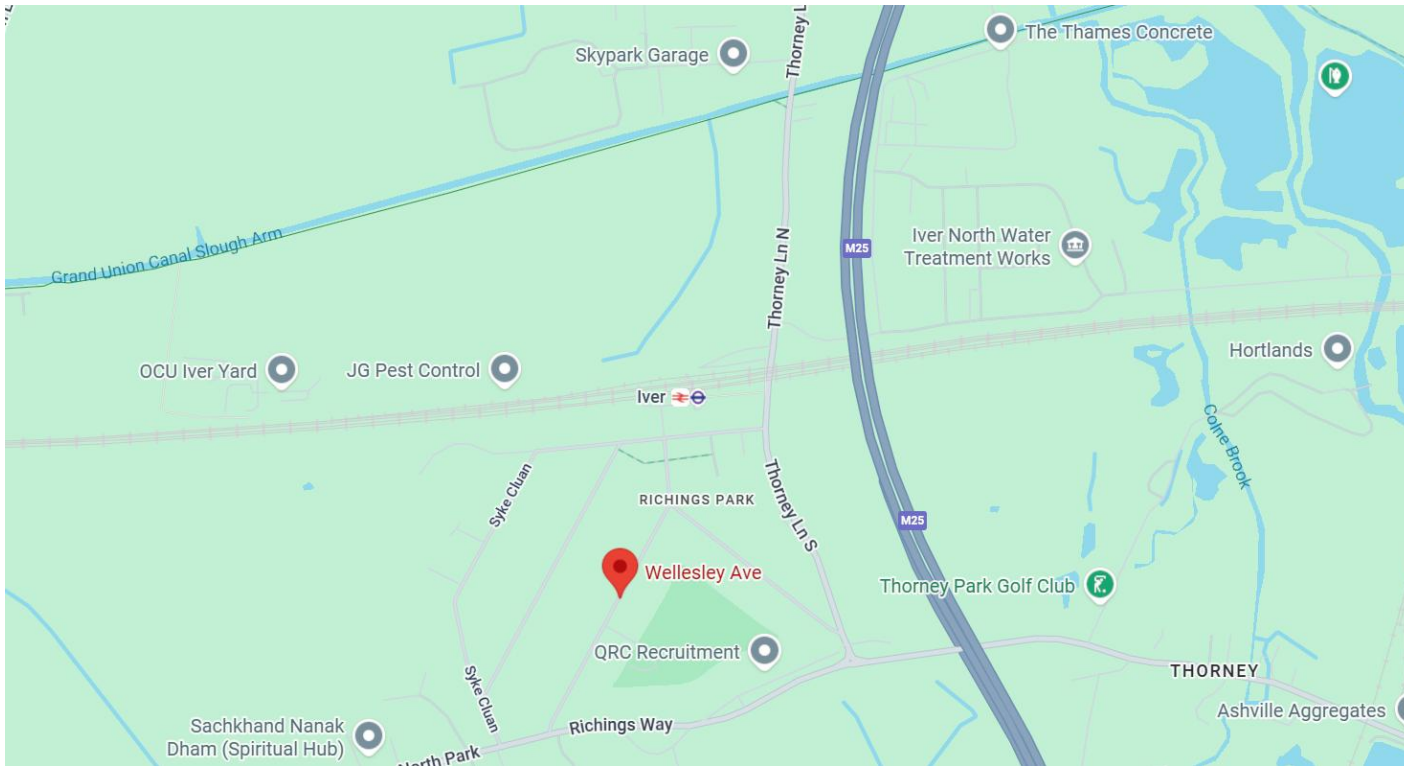 Thorney L
The Thames Concrete
Skypark Garage
Grand Union Canal Slough Arm
Thorney Ln N
M25
Iver North Water
Treatment Works
OCU Iver Yard
JG Pest Control
Hortlands
Iver
Colne Brook
Syke Cluan
RICHINGS PARK
Thorney Ln S
M25
Wellesley Ave
Thorney Park Golf Club
QRC Recruitment
THORNEY
Syke Cluan
Ashville Aggregates
Sachkhand Nanak
Dham (Spiritual Hub)
Richings Way
North Park